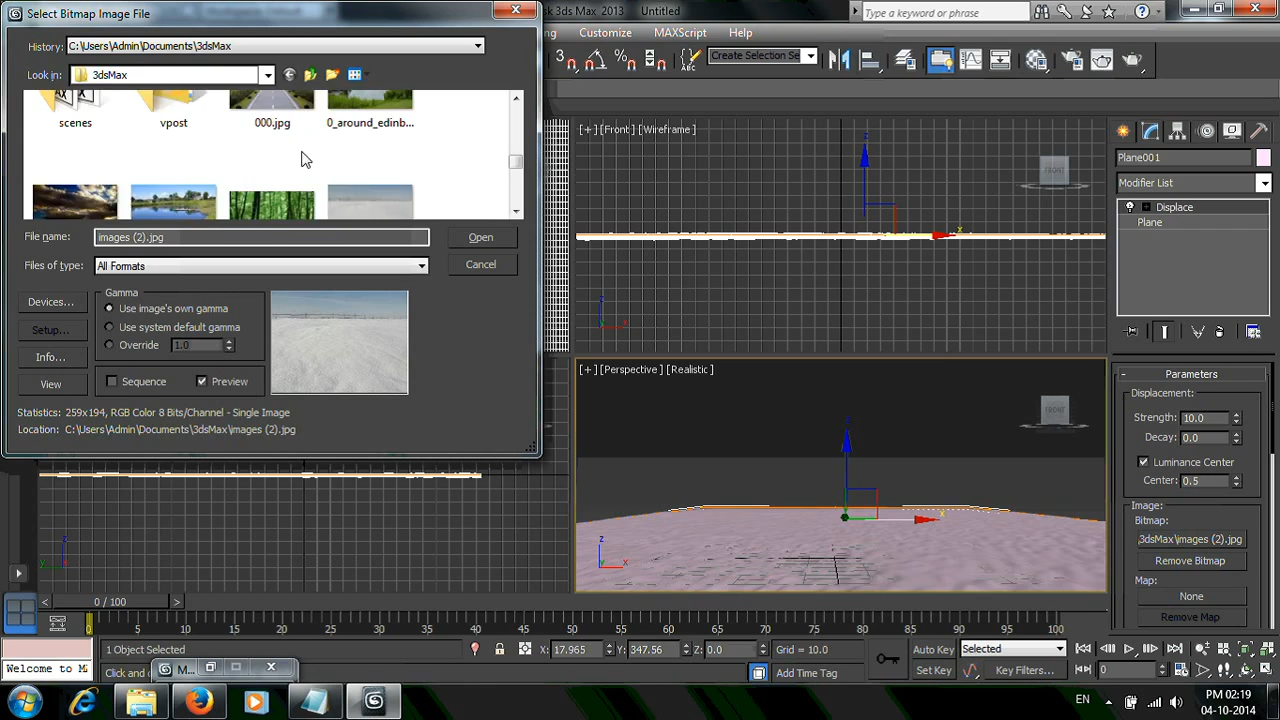 Select Bitmap Image File
sk 3ds Max 2013   Untitled
Type a keyword or phrase
History: C:\Users\Admin\Documents\3dsMax
ng   Customize   MAXScript   Help
Create Selection Se
Look in: 3dsMax
scenes   vpost   000.jpg   0_around_edinb...
File name: images (2).jpg   Open
Files of type: All Formats   Cancel
Devices...
Setup...
Info...
View
Gamma
Use image's own gamma
Use system default gamma
Override 1.0
Sequence   Preview
Statistics: 259x194, RGB Color 8 Bits/Channel - Single Image
Location: C:\Users\Admin\Documents\3dsMax\images (2).jpg
[+] [Front] [Wireframe]
FRONT
z
x
z
x
[+] [Perspective] [Realistic]
FRONT
x
z
x
z
y
Plane001
Modifier List
Displace
Plane
Parameters
Displacement:
Strength: 10.0
Decay: 0.0
Luminance Center
Center: 0.5
Image:
Bitmap:
3dsMax\images (2).jpg
Remove Bitmap
Map:
None
Remove Map
0 / 100
0 5 10 15 20 25 30 35 40 45 50 55 60 65 70 75 80 85 90 95 100
1 Object Selected   X: 17.965   Y: 347.56   Z: 0.0   Grid = 10.0   Auto Key   Selected
Welcome to M   Click and   M...   Add Time Tag   Set Key   Key Filters...   0
EN   PM 02:19
04-10-2014